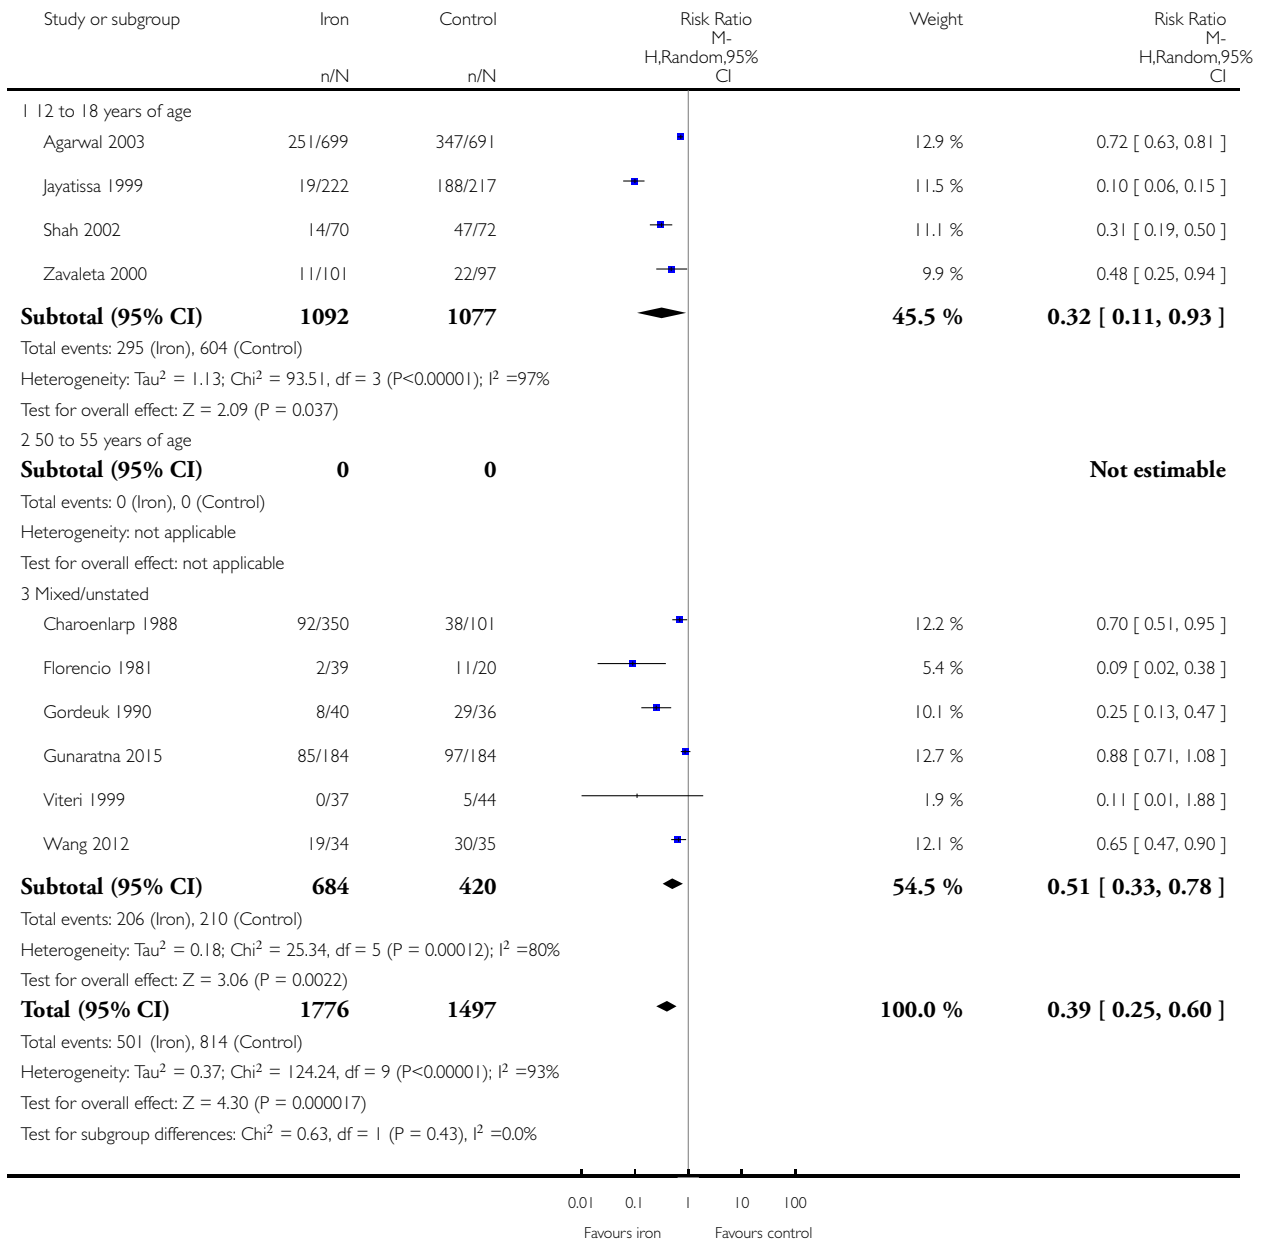 Study or subgroup Iron Control Risk Ratio Weight Risk Ratio
M- M-
H,Random,95% H,Random,95%
n/N n/N CI CI
1 12 to 18 years of age
Agarwal 2003 251/699 347/691 12.9 % 0.72 [ 0.63, 0.81 ]
Jayatissa 1999 19/222 188/217 11.5 % 0.10 [ 0.06, 0.15 ]
Shah 2002 14/70 47/72 11.1 % 0.31 [ 0.19, 0.50 ]
Zavaleta 2000 11/101 22/97 9.9 % 0.48 [ 0.25, 0.94 ]
Subtotal (95% CI) 1092 1077 45.5 % 0.32 [ 0.11, 0.93 ]
Total events: 295 (Iron), 604 (Control)
Heterogeneity: Tau² = 1.13; Chi² = 93.51, df = 3 (P<0.00001); I² =97%
Test for overall effect: Z = 2.09 (P = 0.037)
2 50 to 55 years of age
Subtotal (95% CI) 0 0 Not estimable
Total events: 0 (Iron), 0 (Control)
Heterogeneity: not applicable
Test for overall effect: not applicable
3 Mixed/unstated
Charoenlarp 1988 92/350 38/101 12.2 % 0.70 [ 0.51, 0.95 ]
Florencio 1981 2/39 11/20 5.4 % 0.09 [ 0.02, 0.38 ]
Gordeuk 1990 8/40 29/36 10.1 % 0.25 [ 0.13, 0.47 ]
Gunaratna 2015 85/184 97/184 12.7 % 0.88 [ 0.71, 1.08 ]
Viteri 1999 0/37 5/44 1.9 % 0.11 [ 0.01, 1.88 ]
Wang 2012 19/34 30/35 12.1 % 0.65 [ 0.47, 0.90 ]
Subtotal (95% CI) 684 420 54.5 % 0.51 [ 0.33, 0.78 ]
Total events: 206 (Iron), 210 (Control)
Heterogeneity: Tau² = 0.18; Chi² = 25.34, df = 5 (P = 0.00012); I² =80%
Test for overall effect: Z = 3.06 (P = 0.0022)
Total (95% CI) 1776 1497 100.0 % 0.39 [ 0.25, 0.60 ]
Total events: 501 (Iron), 814 (Control)
Heterogeneity: Tau² = 0.37; Chi² = 124.24, df = 9 (P<0.00001); I² =93%
Test for overall effect: Z = 4.30 (P = 0.000017)
Test for subgroup differences: Chi² = 0.63, df = 1 (P = 0.43), I² =0.0%
0.01 0.1 1 10 100
Favours iron Favours control